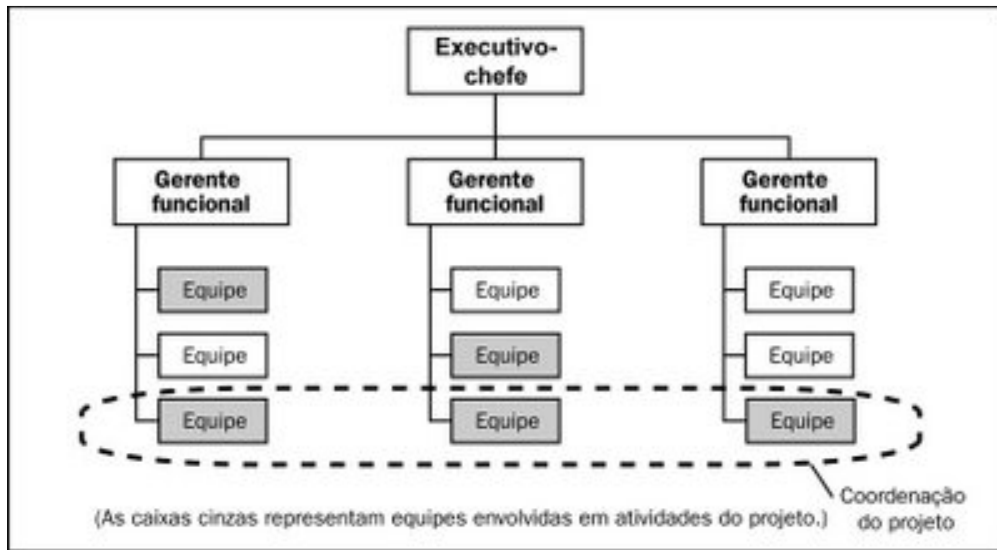 Executivo-
chefe
Gerente
funcional
Gerente
funcional
Gerente
funcional
Equipe
Equipe
Equipe
Equipe
Equipe
Equipe
Equipe
Equipe
Equipe
Coordenação
do projeto
(As caixas cinzas representam equipes envolvidas em atividades do projeto.)